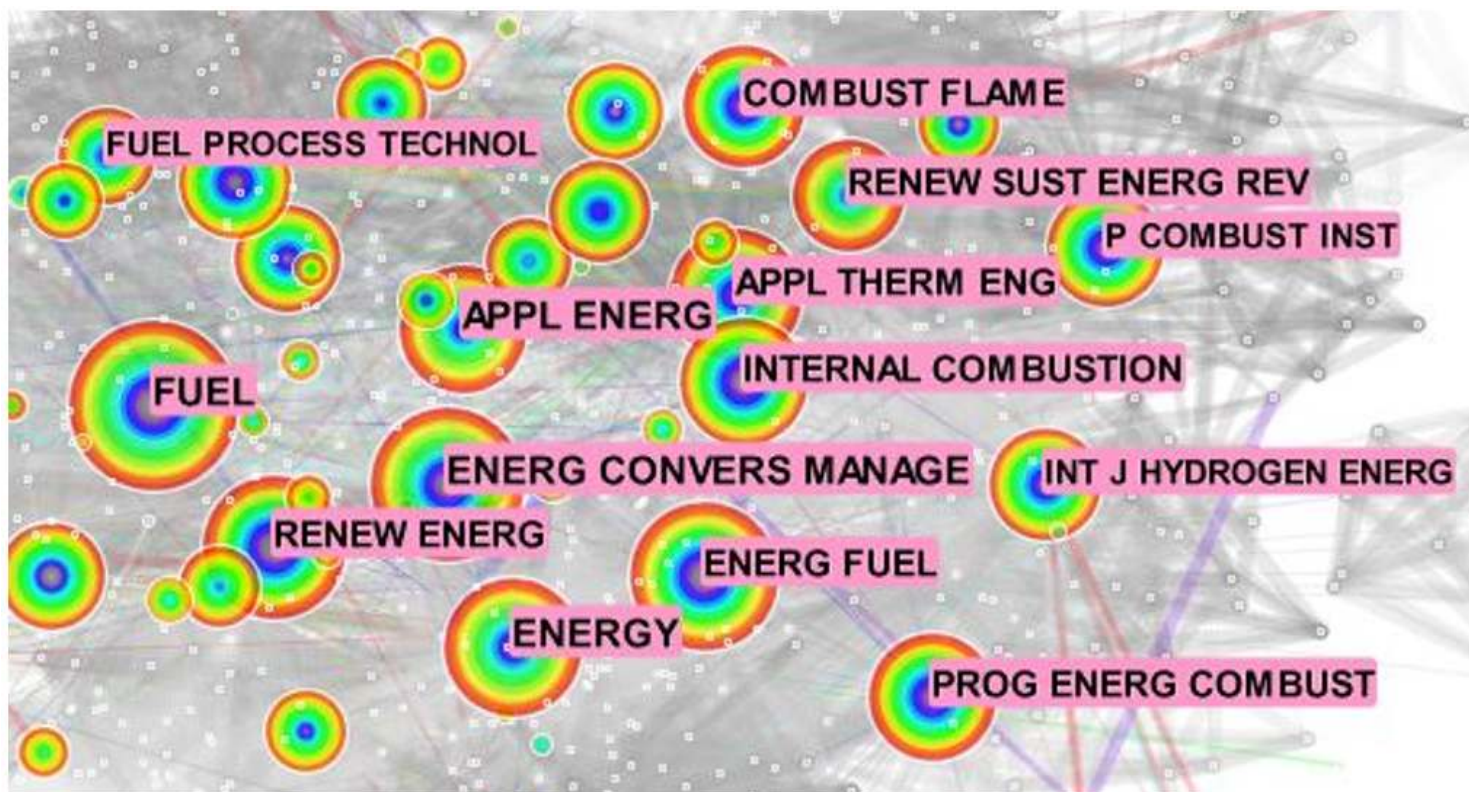 COMBUST FLAME
FUEL PROCESS TECHNOL
RENEW SUST ENERG REV
P COMBUST INST
APPL THERM ENG
APPL ENERG
INTERNAL COMBUSTION
FUEL
ENERG CONVERS MANAGE
INT J HYDROGEN ENERG
RENEW ENERG
ENERG FUEL
ENERGY
PROG ENERG COMBUST